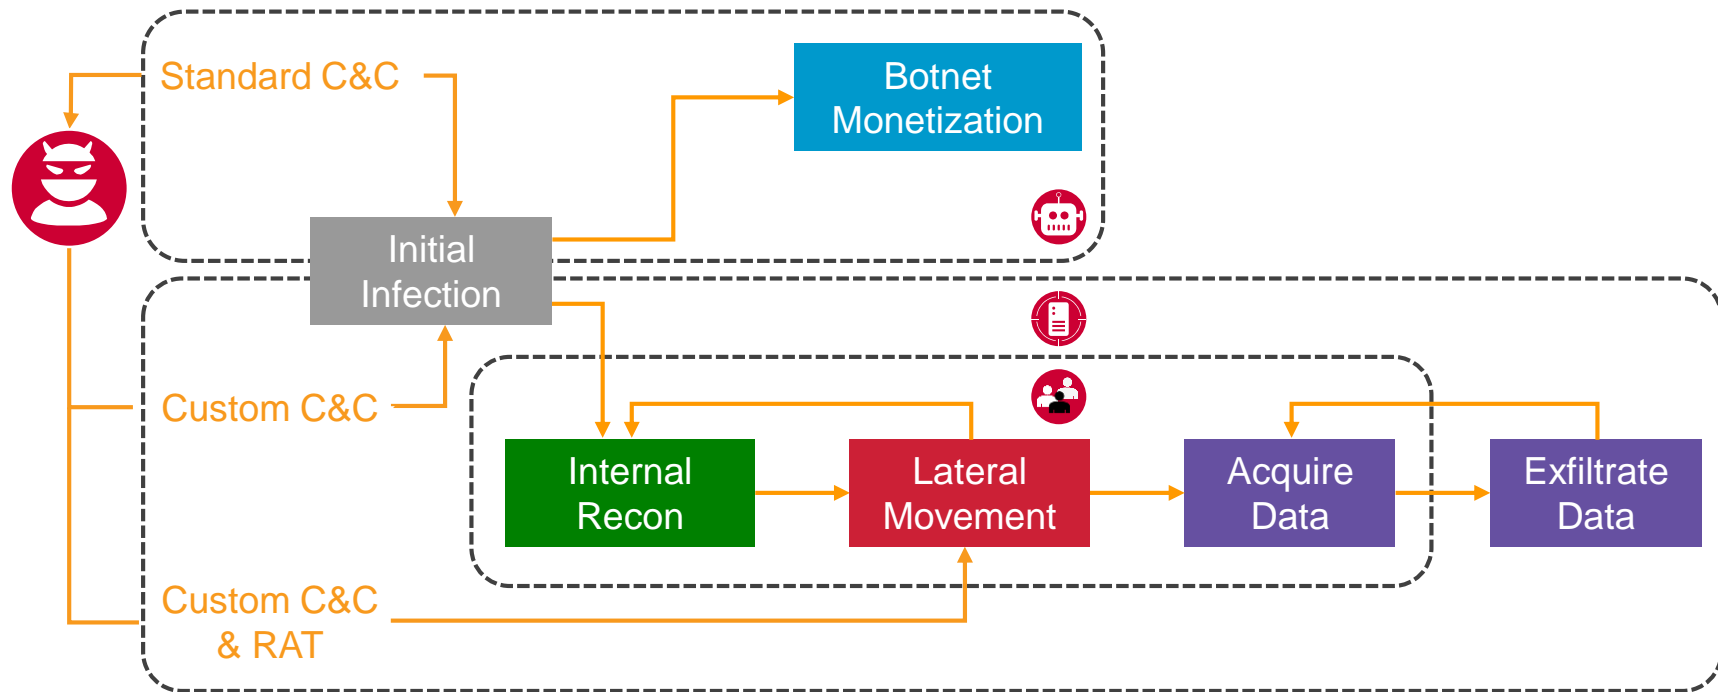 Standard C&C
Botnet
Monetization
Initial
Infection
Custom C&C
Internal
Recon
Lateral
Movement
Acquire
Data
Exfiltrate
Data
Custom C&C
& RAT